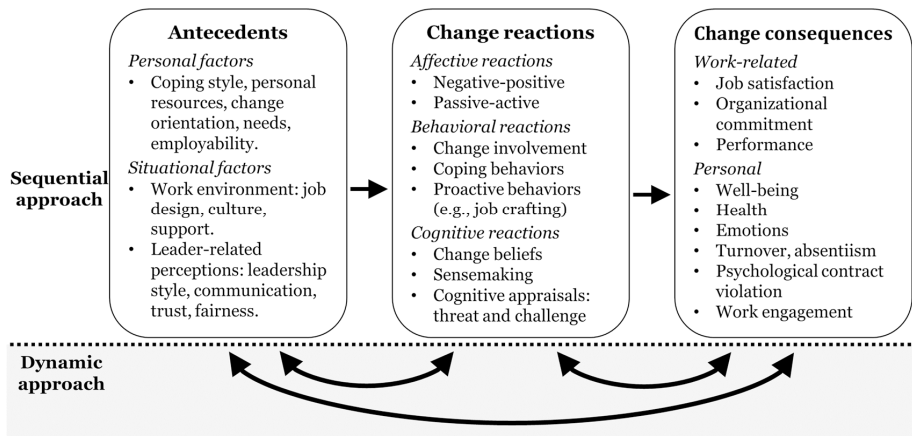 Antecedents
Personal factors
• Coping style, personal
resources, change
orientation, needs,
employability.
Situational factors
• Work environment: job
design, culture,
support.
• Leader-related
perceptions: leadership
style, communication,
trust, fairness.
Change reactions
Affective reactions
• Negative-positive
• Passive-active
Behavioral reactions
• Change involvement
• Coping behaviors
• Proactive behaviors
(e.g., job crafting)
Cognitive reactions
• Change beliefs
• Sensemaking
• Cognitive appraisals:
threat and challenge
Change consequences
Work-related
• Job satisfaction
• Organizational
commitment
• Performance
Personal
• Well-being
• Health
• Emotions
• Turnover, absentiism
• Psychological contract
violation
• Work engagement
Sequential
approach
Dynamic
approach